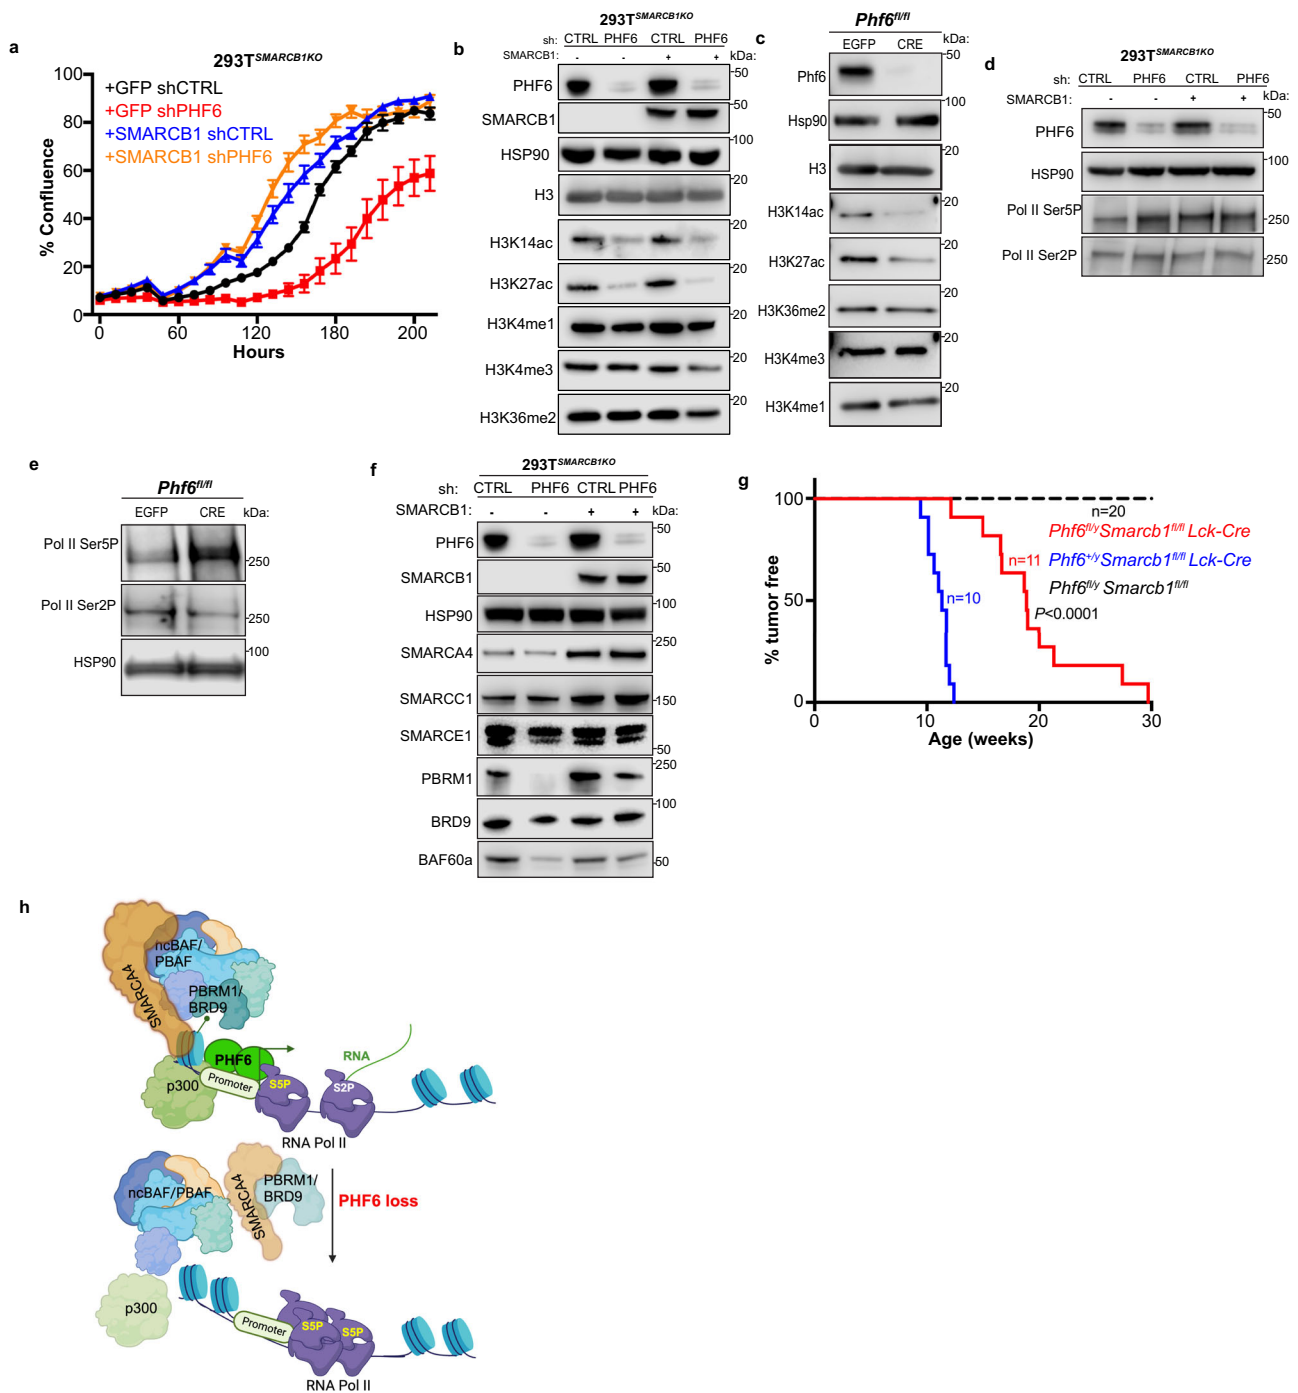 a
293TSMARCB1KO
+GFP shCTRL
+GFP shPHF6
+SMARCB1 shCTRL
+SMARCB1 shPHF6
% Confluence
100
80
60
40
20
0
0 60 120 200
Hours
b
293TSMARCB1KO
sh: CTRL PHF6 CTRL PHF6
SMARCB1: - - + + kDa:
PHF6 50
SMARCB1 50
HSP90 100
H3 20
H3K14ac 20
H3K27ac 20
H3K4me1 20
H3K4me3 20
H3K36me2 20
c
Phf6fl/fl
EGFP CRE kDa:
Phf6 50
Hsp90 100
H3 20
H3K14ac 20
H3K27ac 20
H3K36me2 20
H3K4me3 20
H3K4me1 20
d
293TSMARCB1KO
sh: CTRL PHF6 CTRL PHF6
SMARCB1: - - + + kDa:
PHF6 50
HSP90 100
Pol II Ser5P 250
Pol II Ser2P 250
e
Phf6fl/fl
EGFP CRE kDa:
Pol II Ser5P 250
Pol II Ser2P 250
HSP90 100
f
293TSMARCB1KO
sh: CTRL PHF6 CTRL PHF6
SMARCB1: - - + + kDa:
PHF6 50
SMARCB1 50
HSP90 100
SMARCA4 250
SMARCC1 150
SMARCE1 50
PBRM1 250
BRD9 100
BAF60a 50
g
% tumor free
100
50
0
0 10 20 30
Age (weeks)
n=20
Phf6fl/y Smarcb1fl/fl Lck-Cre
n=11
Phf6+/y Smarcb1fl/fl Lck-Cre
n=10
Phf6fl/y Smarcb1fl/fl
P<0.0001
h
ncBAF/
PBAF
SMARCA4
PBRM1/
BRD9
PHF6
RNA
p300
Promoter
S5P
S2P
RNA Pol II
ncBAF/PBAF
SMARCA4
PBRM1/
BRD9
PHF6 loss
p300
Promoter
S5P
S5P
RNA Pol II